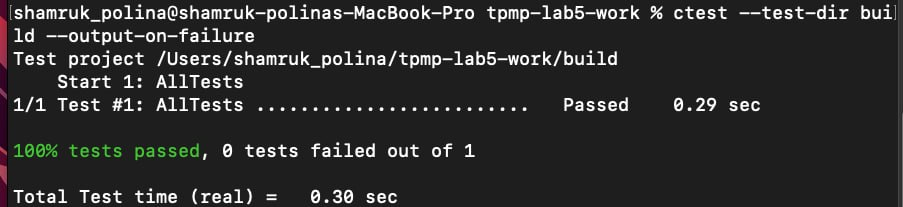 [shamruk_polina@shamruk-polinas-MacBook-Pro tpmp-lab5-work % ctest --test-dir bui]
ld --output-on-failure
Test project /Users/shamruk_polina/tpmp-lab5-work/build
    Start 1: AllTests
1/1 Test #1: AllTests .........................   Passed    0.29 sec

100% tests passed, 0 tests failed out of 1

Total Test time (real) =   0.30 sec